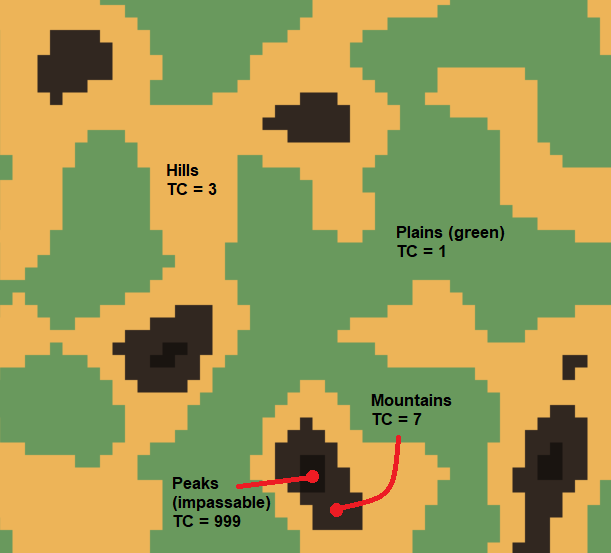 Hills
TC = 3
Plains (green)
TC = 1
Mountains
TC = 7
Peaks
(impassable)
TC = 999